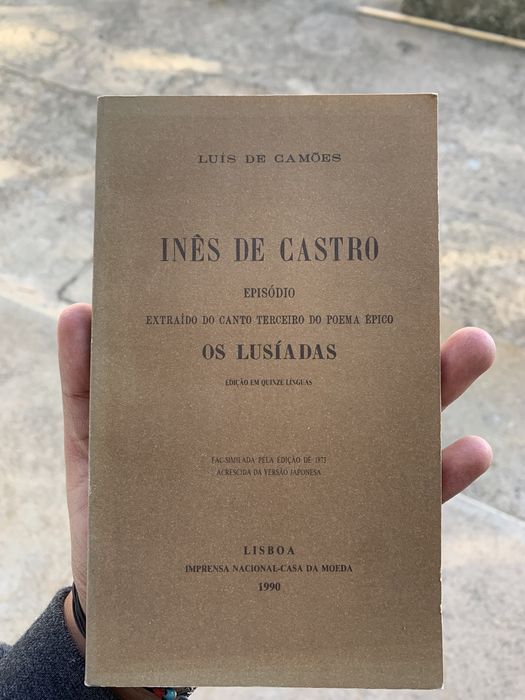 LUÍS DE CAMÕES
INÊS DE CASTRO
EPISÓDIO
EXTRAÍDO DO CANTO TERCEIRO DO POEMA ÉPICO
OS LUSÍADAS
EDIÇÃO EM QUINZE LÍNGUAS
FAC-SIMILADA PELA EDIÇÃO DE 1873
ACRESCIDA DA VERSÃO JAPONESA
LISBOA
IMPRENSA NACIONAL-CASA DA MOEDA
1990